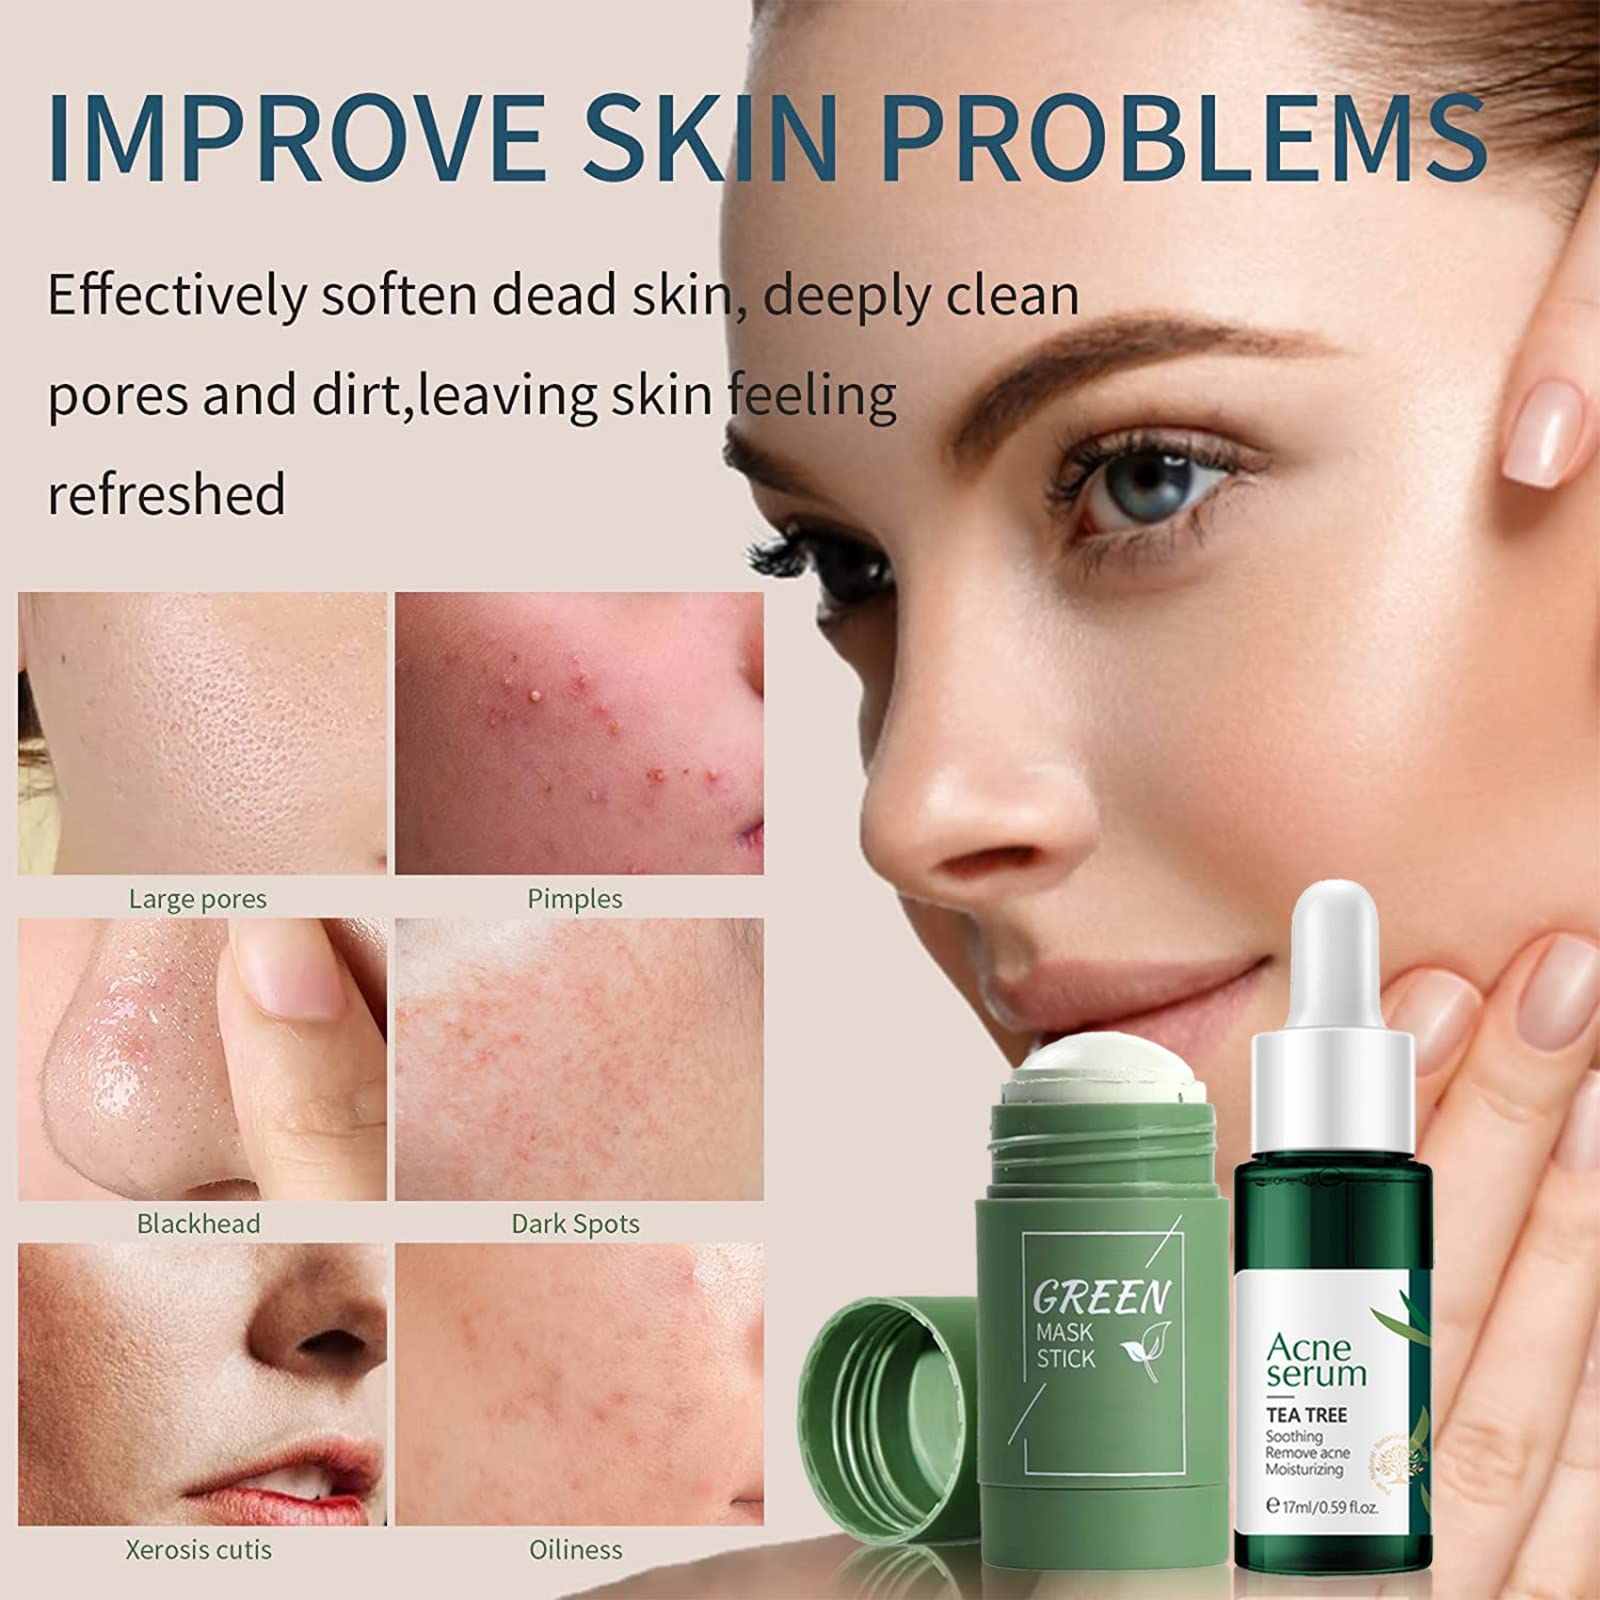 IMPROVE SKIN PROBLEMS
Effectively soften dead skin, deeply clean
pores and dirt,leaving skin feeling
refreshed
Large pores
Pimples
Blackhead
Dark Spots
Xerosis cutis
Oiliness
GREEN
MASK
STICK
Acne
serum
TEA TREE
Soothing
Remove acne
Moisturizing
e 17ml/0.59 fl.oz.